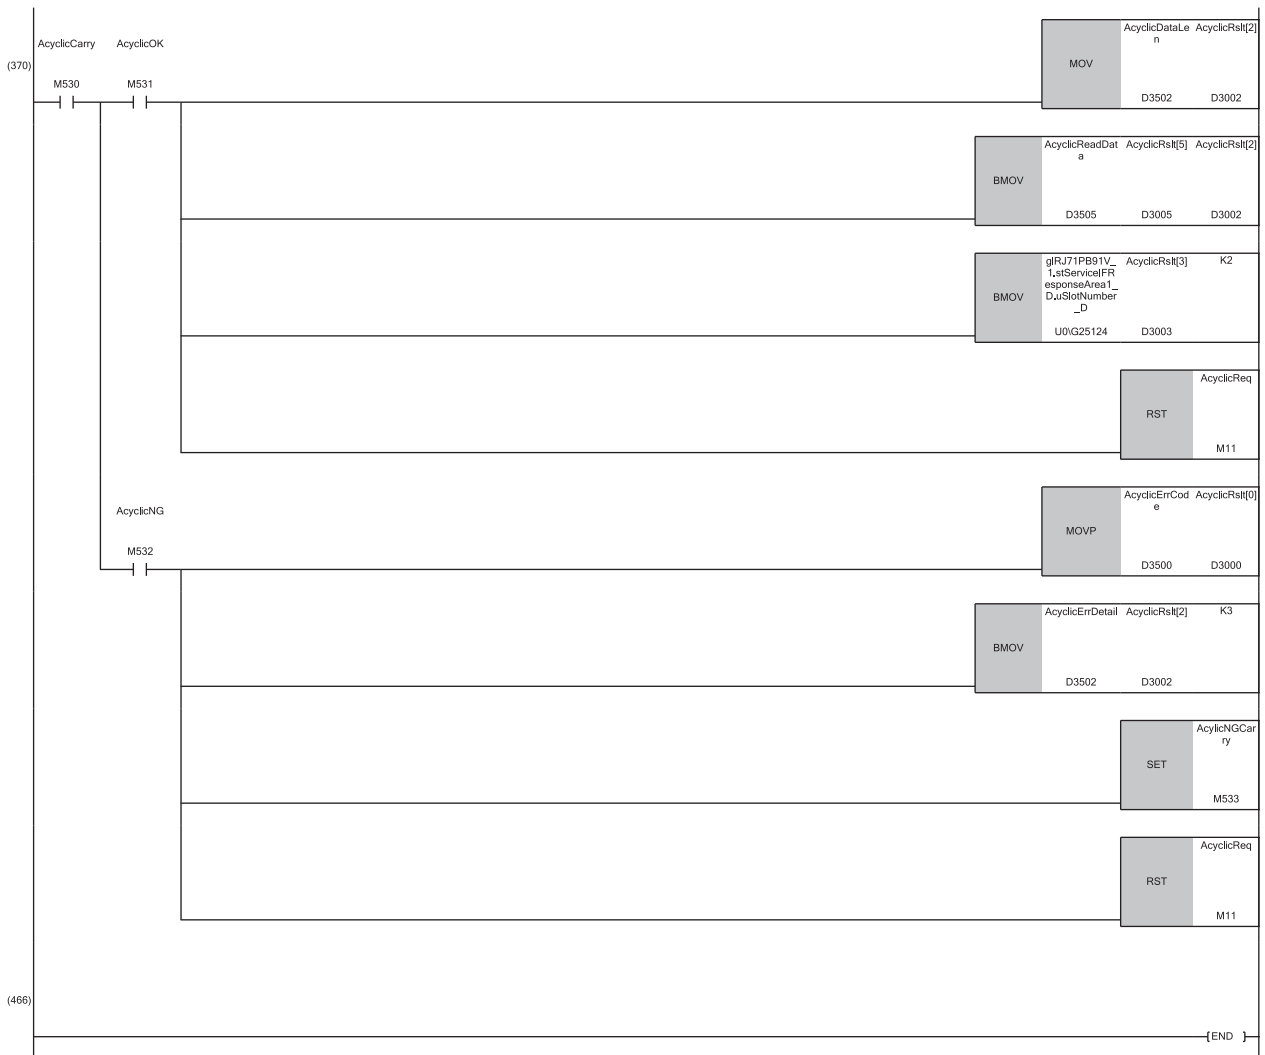 AcyclicDataLe AcyclicRslt[2]
n
AcyclicCarry AcyclicOK
(370)
MOV
M530 M531
D3502 D3002
AcyclicReadDat AcyclicRslt[5] AcyclicRslt[2]
a
BMOV
D3505 D3005 D3002
gIRJ71PB91V_ AcyclicRslt[3] K2
1.stServiceIFR
esponseArea1_
D.uSlotNumber
_D
BMOV
U0\G25124 D3003
AcyclicReq
RST
M11
AcyclicErrCod AcyclicRslt[0]
e
AcyclicNG
MOVP
M532
D3500 D3000
AcyclicErrDetail AcyclicRslt[2] K3
BMOV
D3502 D3002
AcylicNGCar
ry
SET
M533
AcyclicReq
RST
M11
(466)
[END ]